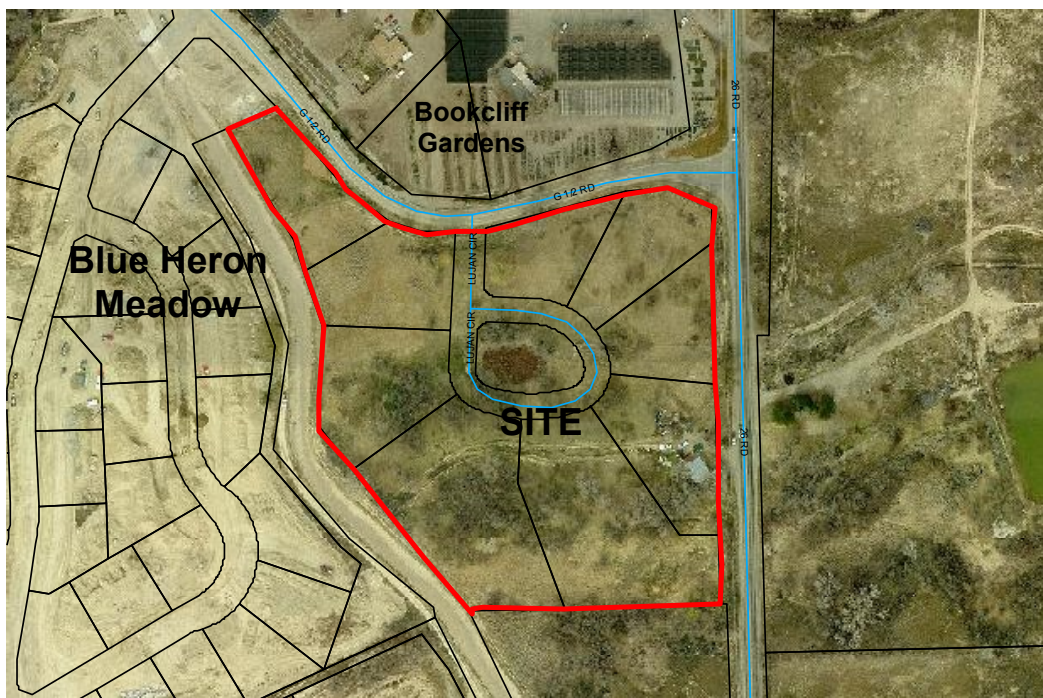 26 RD
Bookcliff
Gardens
G 1/2 RD
G 1/2 RD
LUJAN CIR
Blue Heron
Meadow
LUJAN CIR
SITE
26 RD